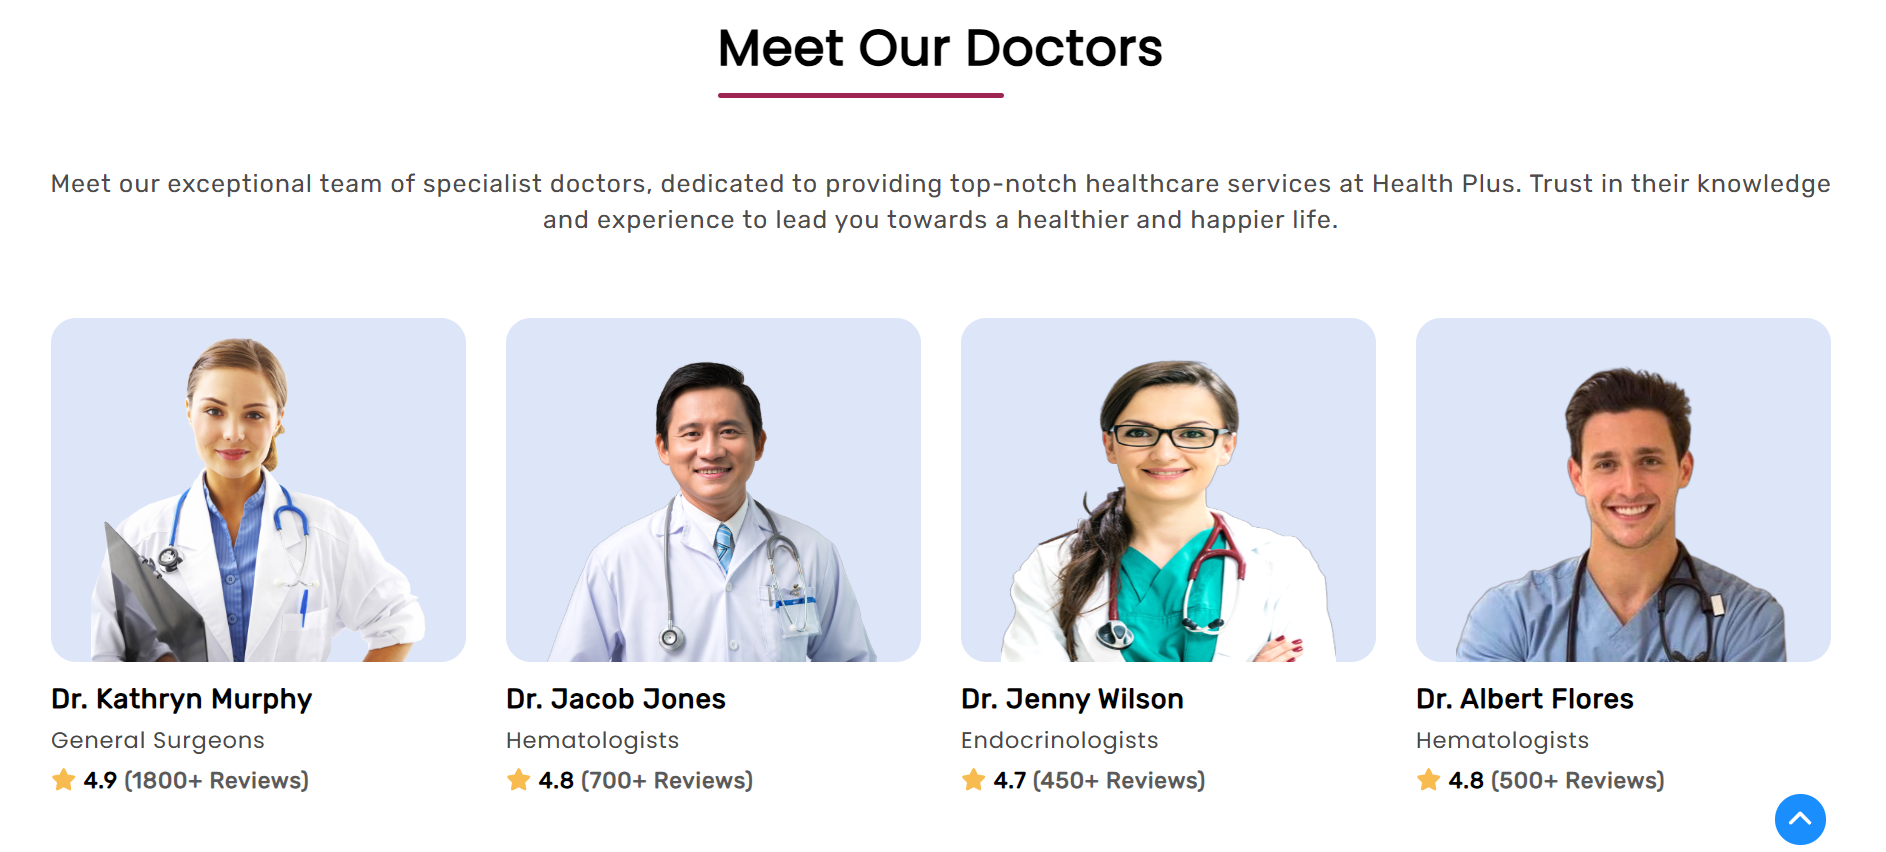 Meet Our Doctors
Meet our exceptional team of specialist doctors, dedicated to providing top-notch healthcare services at Health Plus. Trust in their knowledge
and experience to lead you towards a healthier and happier life.
Dr. Kathryn Murphy
General Surgeons
4.9 (1800+ Reviews)
Dr. Jacob Jones
Hematologists
4.8 (700+ Reviews)
Dr. Jenny Wilson
Endocrinologists
4.7 (450+ Reviews)
Dr. Albert Flores
Hematologists
4.8 (500+ Reviews)